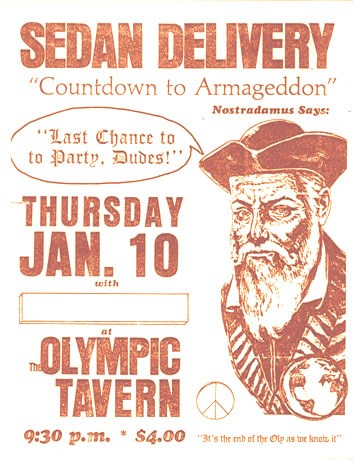 SEDAN DELIVERY
"Countdown to Armageddon"
Nostradamus Says:
"Last Chance to
to Party, Dudes!"
THURSDAY
JAN. 10
with
at
The OLYMPIC
TAVERN
9:30 p.m. * $4.00
"It's the end of the Oly as we know it"